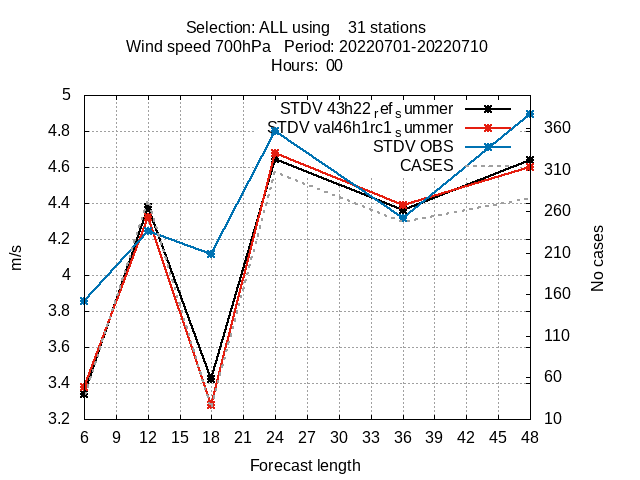 Selection: ALL using 31 stations
Wind speed 700hPa Period: 20220701-20220710
Hours: 00
STDV 43h22ref_summer
STDV val46h1rc1_summer
STDV OBS
CASES
5
4.8
4.6
4.4
4.2
4
3.8
3.6
3.4
3.2
m/s
360
310
260
210
160
110
60
10
No cases
6 9 12 15 18 21 24 27 30 33 36 39 42 45 48
Forecast length